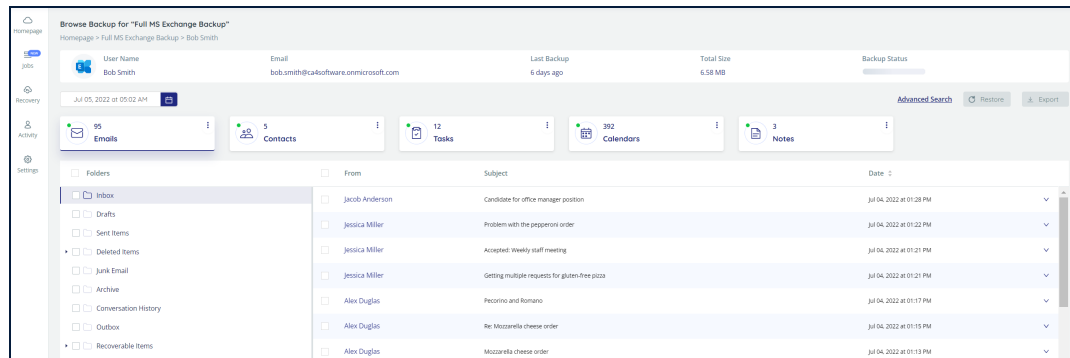 Homepage
NEW
Jobs
Recovery
Activity
Settings
Browse Backup for "Full MS Exchange Backup"
Homepage > Full MS Exchange Backup > Bob Smith
User Name Email Last Backup Total Size Backup Status
E Bob Smith bob.smith@ca4software.onmicrosoft.com 6 days ago 6.58 MB
Jul 05, 2022 at 05:02 AM Advanced Search Restore Export
95 5 12 392 3
Emails Contacts Tasks Calendars Notes
Folders From Subject Date
Inbox
Drafts
Sent Items
Deleted Items
Junk Email
Archive
Conversation History
Outbox
Recoverable Items
Jacob Anderson Candidate for office manager position Jul 04, 2022 at 01:28 PM
Jessica Miller Problem with the pepperoni order Jul 04, 2022 at 01:22 PM
Jessica Miller Accepted: Weekly staff meeting Jul 04, 2022 at 01:21 PM
Jessica Miller Getting multiple requests for gluten-free pizza Jul 04, 2022 at 01:21 PM
Alex Duglas Pecorino and Romano Jul 04, 2022 at 01:17 PM
Alex Duglas Re: Mozzarella cheese order Jul 04, 2022 at 01:15 PM
Alex Duglas Mozzarella cheese order Jul 04, 2022 at 01:13 PM